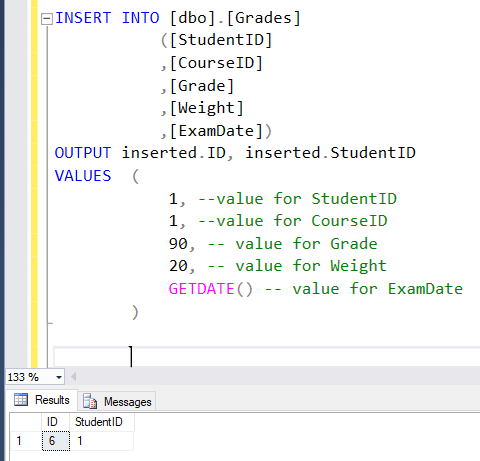 INSERT INTO [dbo].[Grades]
([StudentID]
,[CourseID]
,[Grade]
,[Weight]
,[ExamDate])
OUTPUT inserted.ID, inserted.StudentID
VALUES (
1, --value for StudentID
1, --value for CourseID
90, -- value for Grade
20, -- value for Weight
GETDATE() -- value for ExamDate
)
133 %
Results Messages
ID StudentID
1 6 1